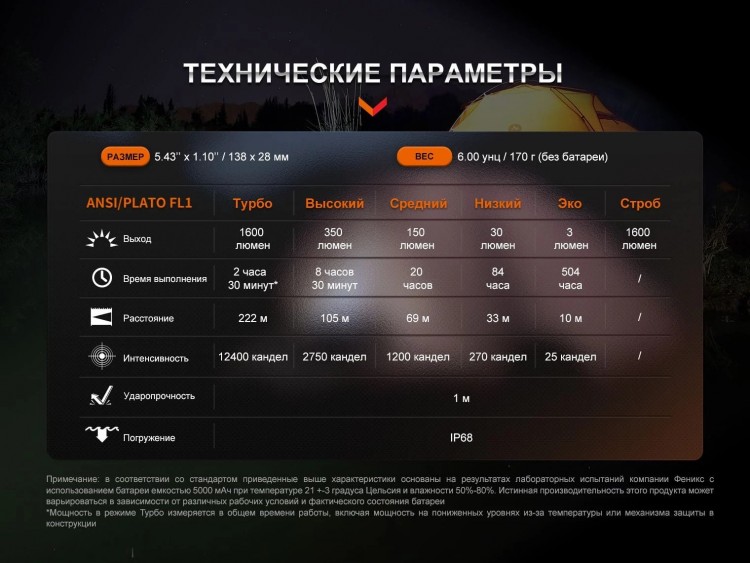 ТЕХНИЧЕСКИЕ ПАРАМЕТРЫ
РАЗМЕР 5.43’’ x 1.10’’ / 138 x 28 мм ВЕС 6.00 унц / 170 г (без батареи)
ANSI/PLATO FL1 Турбо Высокий Средний Низкий Эко Строб
Выход 1600 люмен 350 люмен 150 люмен 30 люмен 3 люмен 1600 люмен
Время выполнения 2 часа 30 минут* 8 часов 30 минут 20 часов 84 часа 504 часа /
Расстояние 222 м 105 м 69 м 33 м 10 м /
Интенсивность 12400 кандел 2750 кандел 1200 кандел 270 кандел 25 кандел /
Ударопрочность 1 м
Погружение IP68
Примечание: в соответствии со стандартом приведенные выше характеристики основаны на результатах лабораторных испытаний компании Феникс с
использованием батареи емкостью 5000 мАч при температуре 21 +-3 градуса Цельсия и влажности 50%-80%. Истинная производительность этого продукта может
варьироваться в зависимости от различных рабочих условий и фактического состояния батареи
*Мощность в режиме Турбо измеряется в общем времени работы, включая мощность на пониженных уровнях из-за температуры или механизма защиты в
конструкции